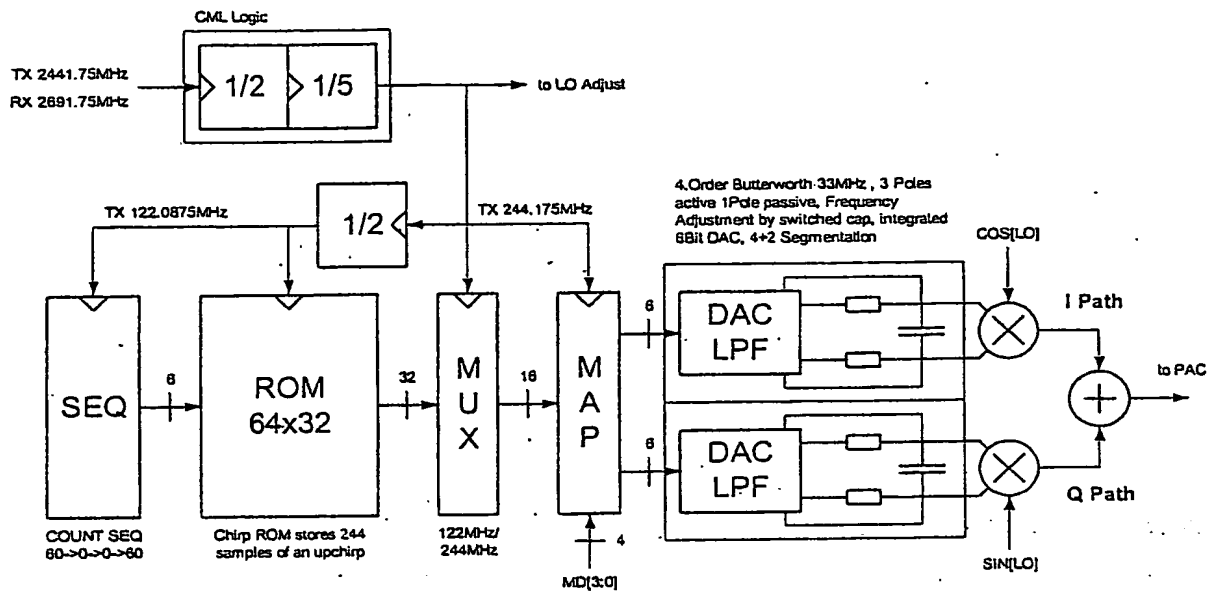 CML Logic
TX 2441.75MHz
RX 2691.75MHz
1/2
1/5
to LO Adjust
TX 122.0875MHz
1/2
TX 244.175MHz
4.Order Butterworth 33MHz , 3 Poles
active 1Pole passive, Frequency
Adjustment by switched cap, integrated
6Bit DAC, 4+2 Segmentation
COS[LO]
SEQ
6
ROM
64x32
32
MUX
16
MAP
6
DAC
LPF
I Path
to PAC
6
DAC
LPF
Q Path
SIN[LO]
COUNT SEQ
60->0->0->60
Chirp ROM stores 244
samples of an upchirp
122MHz/
244MHz
4
MD[3:0]